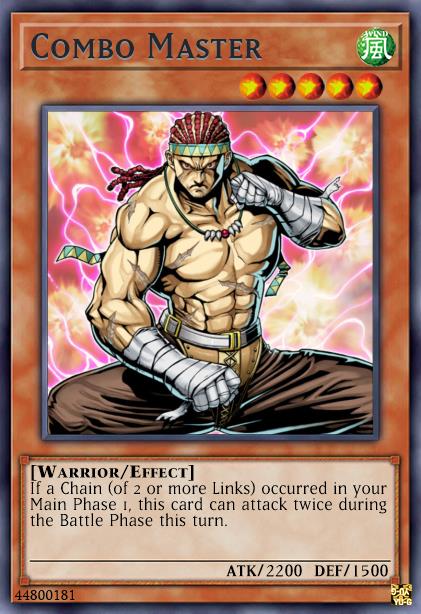 Combo Master
WIND
風
[Warrior/Effect]
If a Chain (of 2 or more Links) occurred in your
Main Phase 1, this card can attack twice during
the Battle Phase this turn.
ATK/2200 DEF/1500
44800181